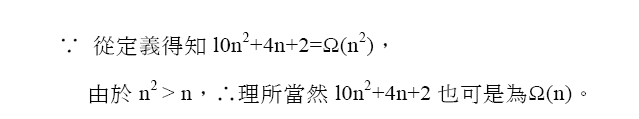 ∵ 從定義得知 10n²+4n+2=Ω(n²)，
由於 n² > n，∴理所當然 10n²+4n+2 也可是為Ω(n)。